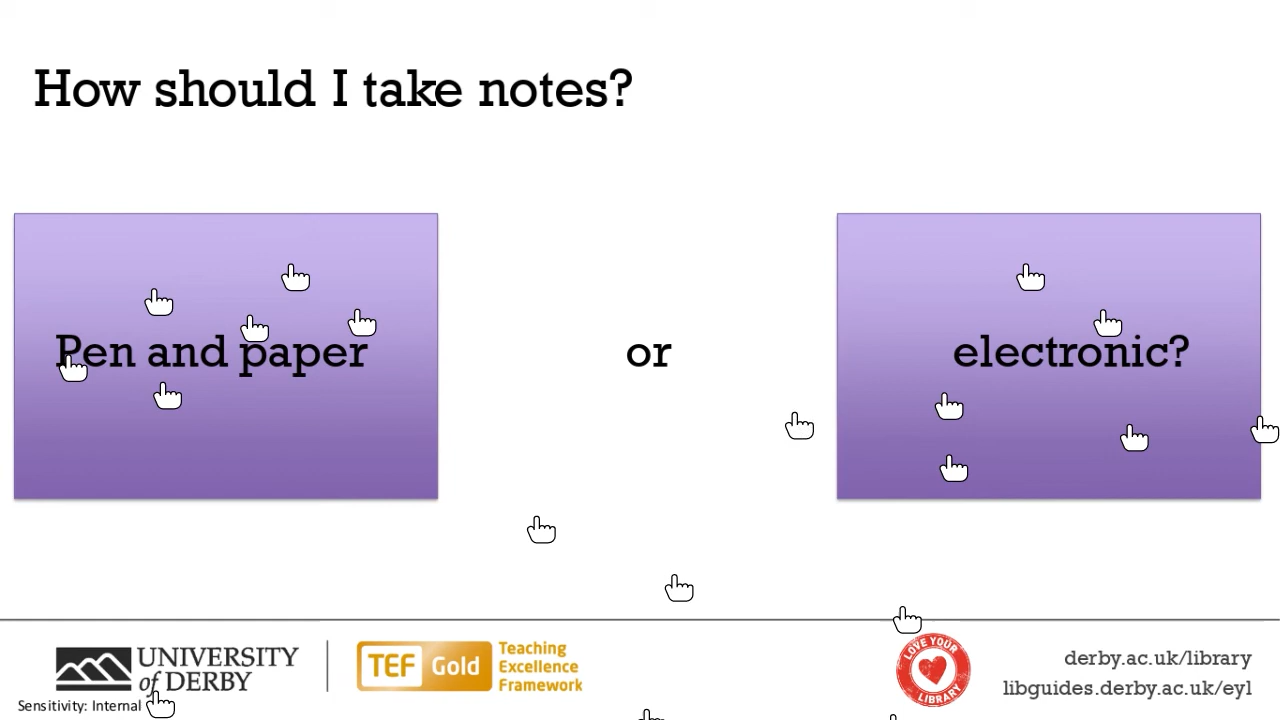 How should I take notes?
Pen and paper
or
electronic?
UNIVERSITY
of DERBY
TEF Gold
Teaching
Excellence
Framework
LOVE YOUR
LIBRARY
derby.ac.uk/library
libguides.derby.ac.uk/eyl
Sensitivity: Internal